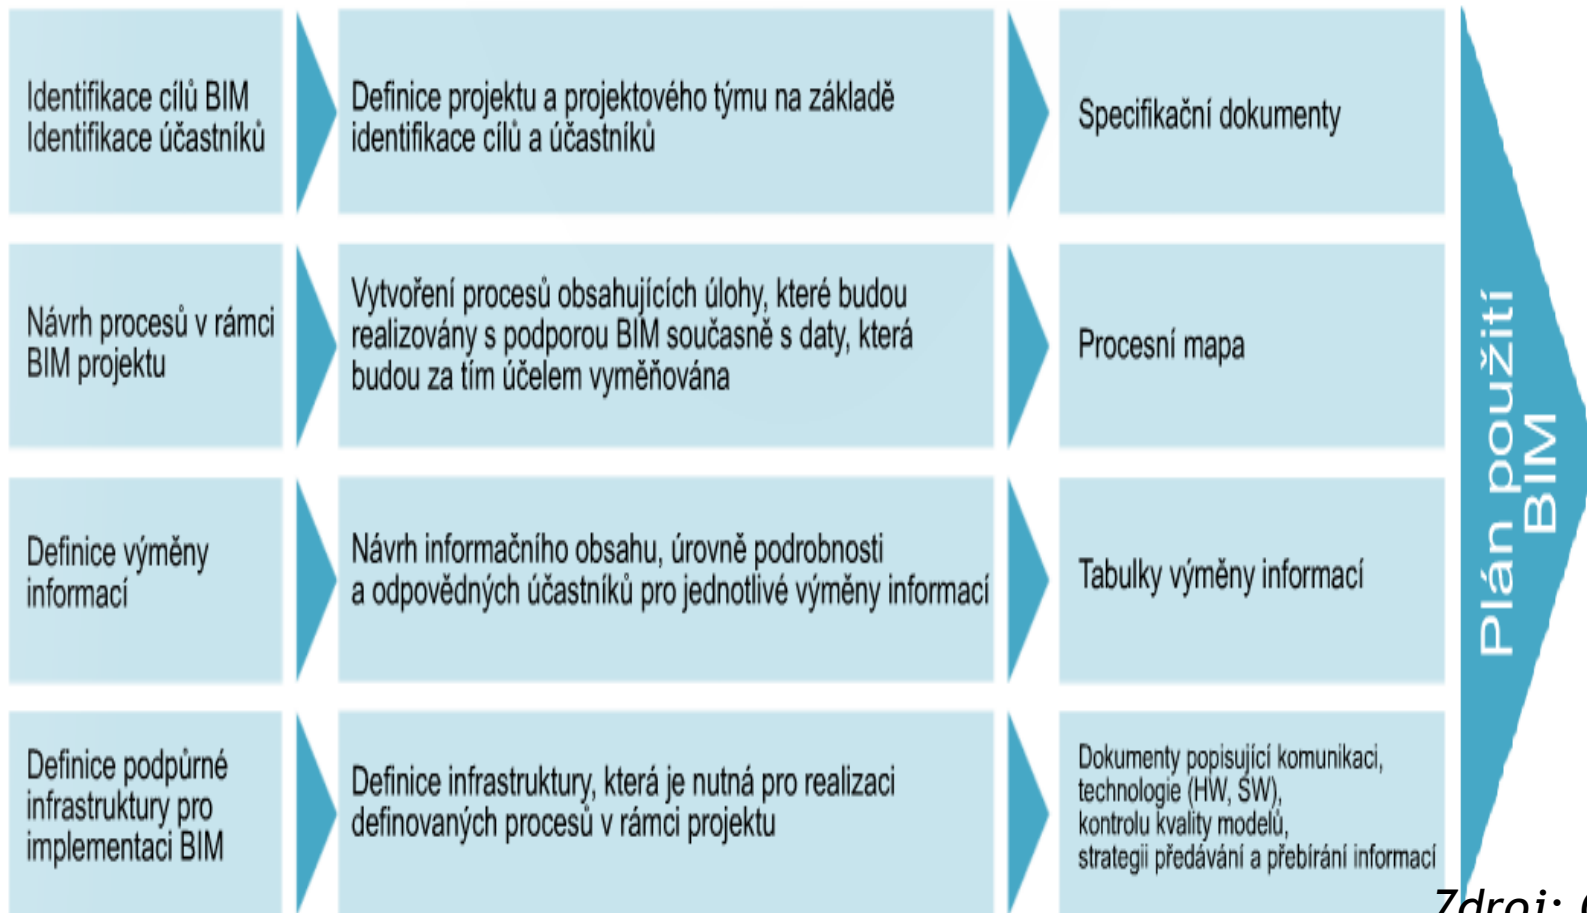 Identifikace cílů BIM
Identifikace účastníků
Definice projektu a projektového týmu na základě
identifikace cílů a účastníků
Specifikační dokumenty
Návrh procesů v rámci
BIM projektu
Vytvoření procesů obsahujících úlohy, které budou
realizovány s podporou BIM současně s daty, která
budou za tím účelem vyměňována
Procesní mapa
Definice výměny
informací
Návrh informačního obsahu, úrovně podrobnosti
a odpovědných účastníků pro jednotlivé výměny informací
Tabulky výměny informací
Definice podpůrné
infrastruktury pro
implementaci BIM
Definice infrastruktury, která je nutná pro realizaci
definovaných procesů v rámci projektu
Dokumenty popisující komunikaci,
technologie (HW, SW),
kontrolu kvality modelů,
strategii předávání a přebírání informací
Plán použití
BIM
Zdroj: